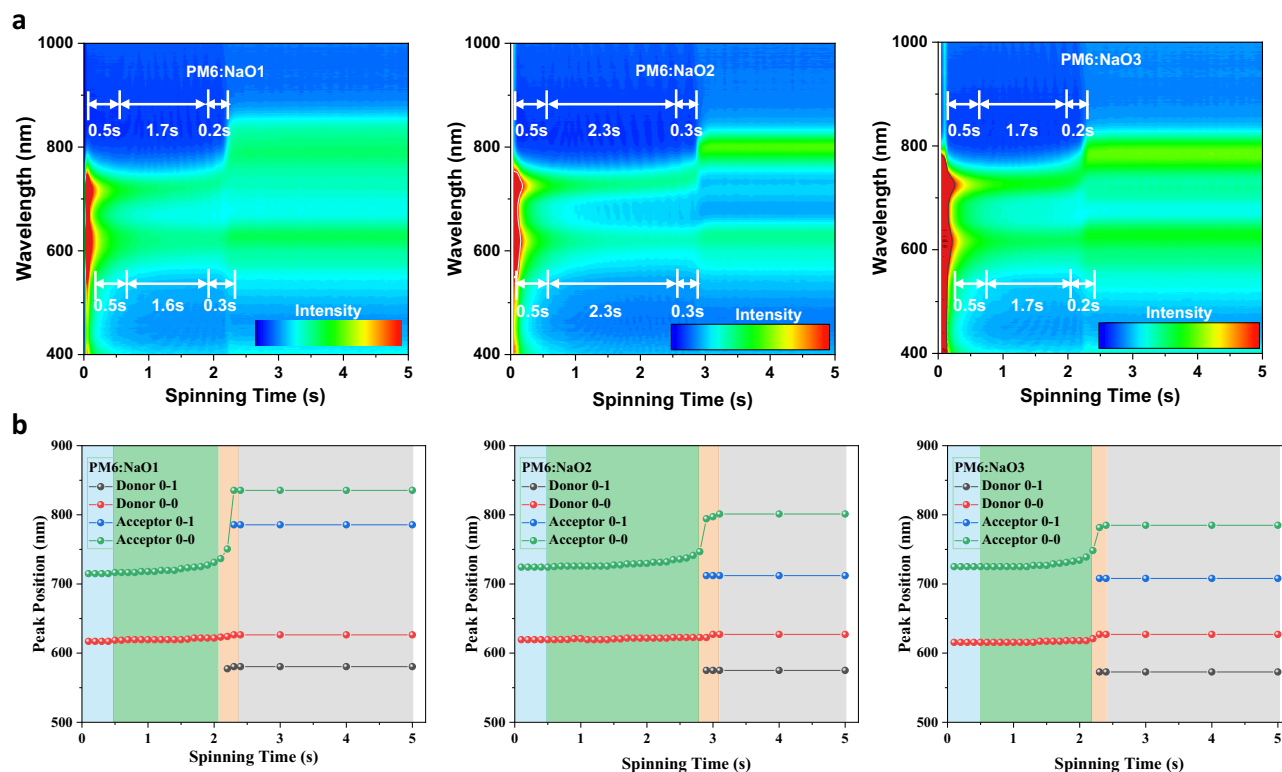 a
PM6:NaO1
0.5s 1.7s 0.2s
0.5s 1.6s 0.3s
Intensity
Wavelength (nm)
1000
800
600
400
0 1 2 3 4 5
Spinning Time (s)
PM6:NaO2
0.5s 2.3s 0.3s
0.5s 2.3s 0.3s
Intensity
Wavelength (nm)
1000
800
600
400
0 1 2 3 4 5
Spinning Time (s)
PM6:NaO3
0.5s 1.7s 0.2s
0.5s 1.7s 0.2s
Intensity
Wavelength (nm)
1000
800
600
400
0 1 2 3 4 5
Spinning Time (s)
b
PM6:NaO1
Donor 0-1
Donor 0-0
Acceptor 0-1
Acceptor 0-0
Peak Position (nm)
900
800
700
600
500
0 1 2 3 4 5
Spinning Time (s)
PM6:NaO2
Donor 0-1
Donor 0-0
Acceptor 0-1
Acceptor 0-0
Peak Position (nm)
900
800
700
600
500
0 1 2 3 4 5
Spinning Time (s)
PM6:NaO3
Donor 0-1
Donor 0-0
Acceptor 0-1
Acceptor 0-0
Peak Position (nm)
900
800
700
600
500
0 1 2 3 4 5
Spinning Time (s)